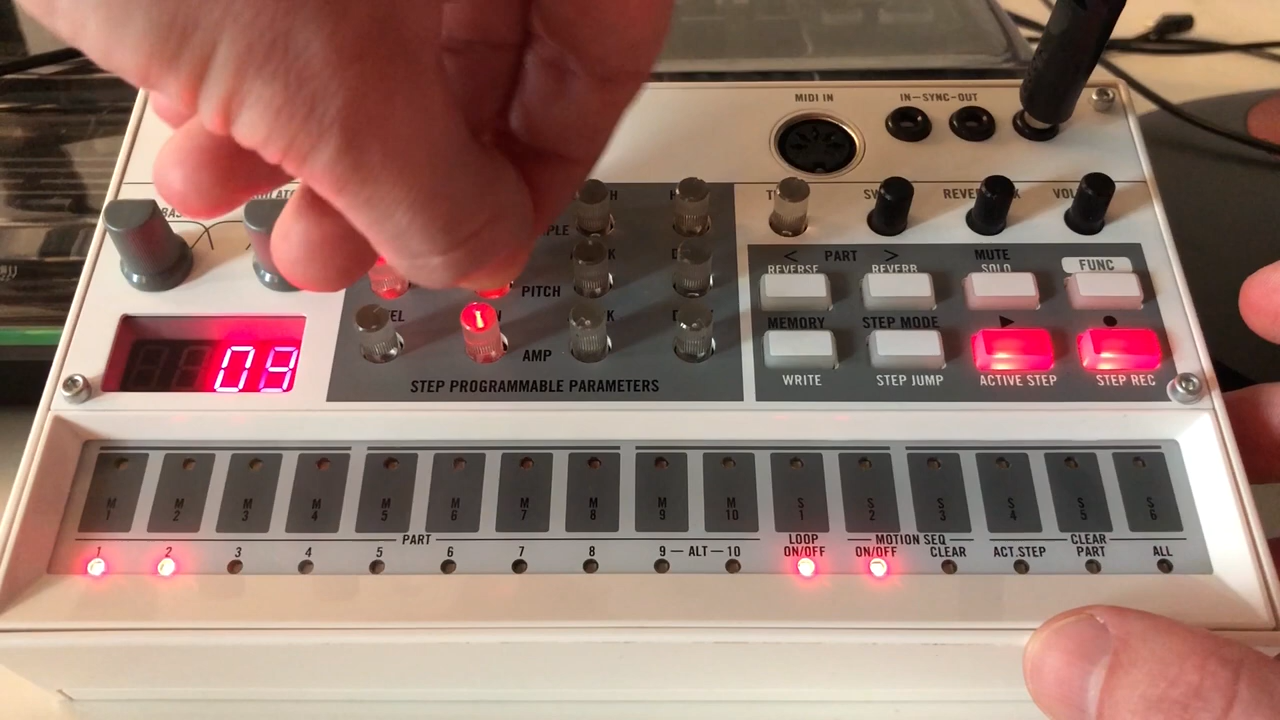 MIDI IN
IN—SYNC—OUT
VOLU
< PART >
MUTE
REVERSE
REVERB
SOLO
FUNC
PITCH
MEMORY
STEP MODE
AMP
WRITE
STEP JUMP
ACTIVE STEP
STEP REC
STEP PROGRAMMABLE PARAMETERS
09
M 1
M 2
M 3
M 4
M 5
M 6
M 7
M 8
M 9
M 10
S 1
S 2
S 3
S 4
S 5
S 6
PART
LOOP
MOTION SEQ
CLEAR
1 2 3 4 5 6 7 8 9 — ALT — 10 ON/OFF ON/OFF CLEAR ACT.STEP PART ALL